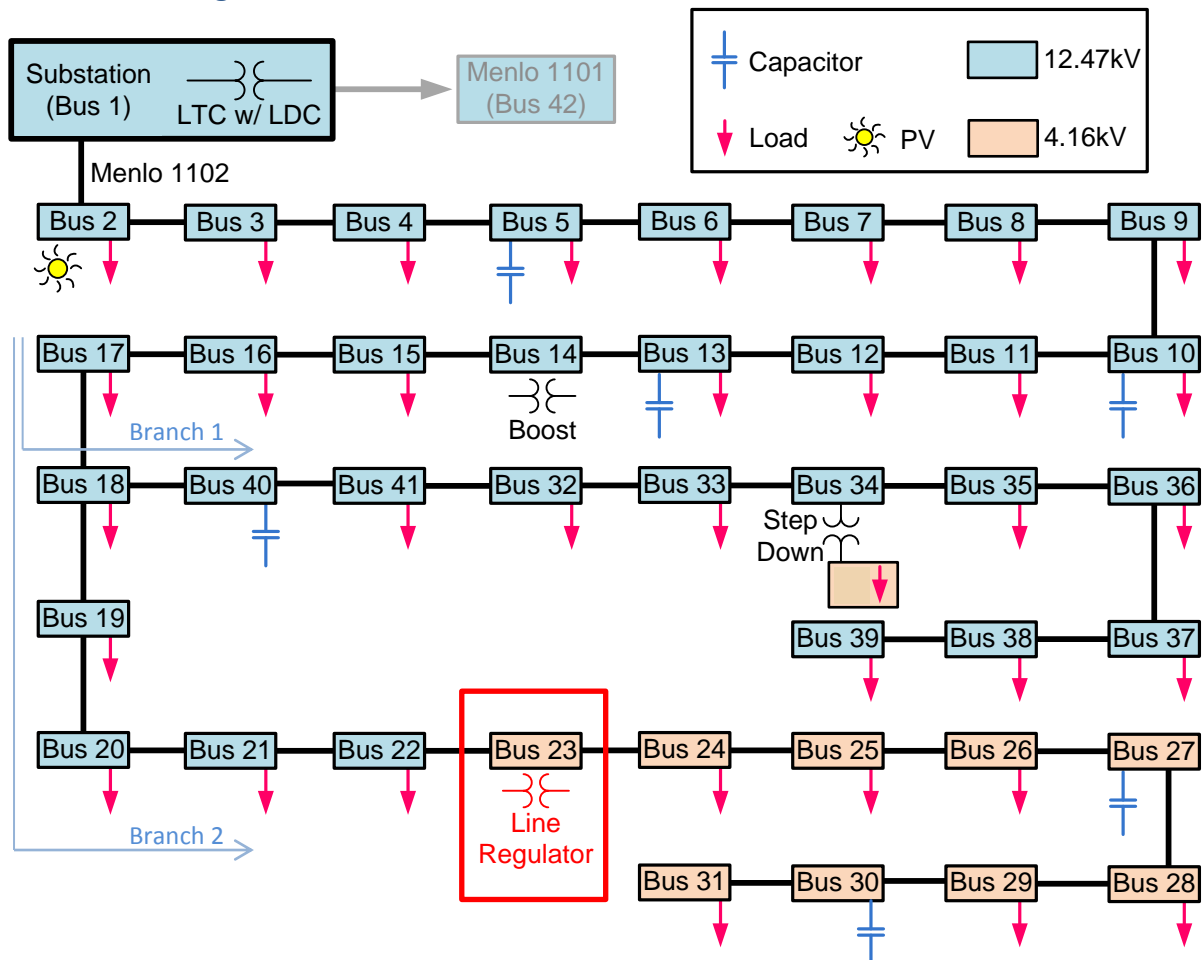 Substation
(Bus 1)
LTC w/ LDC
Menlo 1101
(Bus 42)
Capacitor
12.47kV
Load
PV
4.16kV
Menlo 1102
Bus 2
Bus 3
Bus 4
Bus 5
Bus 6
Bus 7
Bus 8
Bus 9
Bus 17
Bus 16
Bus 15
Bus 14
Bus 13
Bus 12
Bus 11
Bus 10
Boost
Branch 1
Bus 18
Bus 40
Bus 41
Bus 32
Bus 33
Bus 34
Bus 35
Bus 36
Step
Down
Bus 19
Bus 39
Bus 38
Bus 37
Bus 20
Bus 21
Bus 22
Bus 23
Bus 24
Bus 25
Bus 26
Bus 27
Line
Regulator
Branch 2
Bus 31
Bus 30
Bus 29
Bus 28